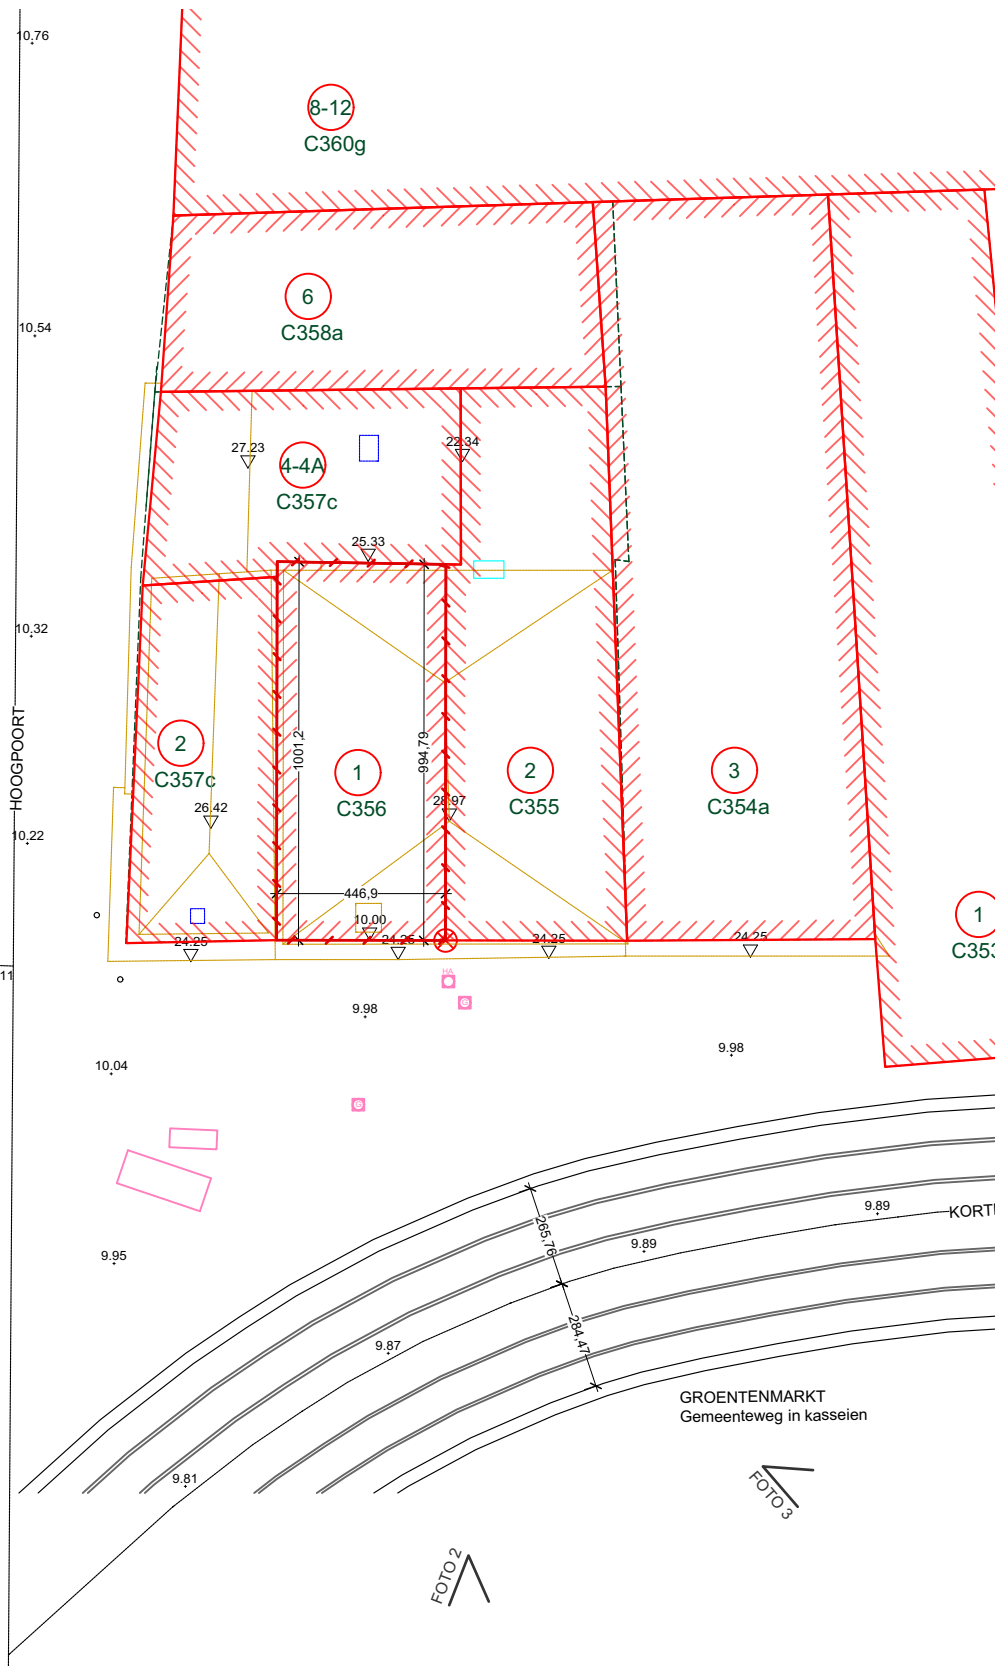 10.76
8-12
C360g
6
C358a
10.54
27.23
22.34
4-4A
C357c
25.33
10.32
HOOGPOORT
1001,2
994,79
2
C357c
1
C356
2
C355
3
C354a
26.42
28.97
10.22
446,9
10.00
1
24.25
24.25
24.25
24.25
11
HA
G
9.98
9.98
10.04
G
9.89
KORT
265,76
9.89
9.95
284,47
9.87
GROENTENMARKT
Gemeenteweg in kasseien
9.81
FOTO 3
FOTO 2